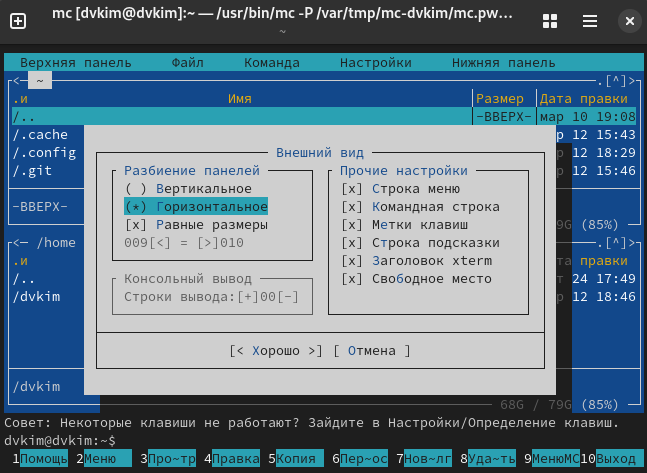 mc [dvkim@dvkim]:~ — /usr/bin/mc -P /var/tmp/mc-dvkim/mc.pw…
~
Верхняя панель Файл Команда Настройки Нижняя панель
<— ~ .[^]>
.и Имя Размер Дата правки
/.. -ВВЕРХ- мар 10 19:08
/.cache р 12 15:43
/.config р 12 18:29
/.git р 12 15:46
-ВВЕРХ-
79G (85%)
<— /home .[^]>
.и та правки
/.. т 24 17:49
/dvkim р 12 18:46
/dvkim
68G / 79G (85%)
Внешний вид
Разбиение панелей
( ) Вертикальное
(*) Горизонтальное
[x] Равные размеры
009[<] = [>]010
Консольный вывод
Строки вывода:[+]00[-]
Прочие настройки
[x] Строка меню
[x] Командная строка
[x] Метки клавиш
[x] Строка подсказки
[x] Заголовок xterm
[x] Свободное место
[< Хорошо >] [ Отмена ]
Совет: Некоторые клавиши не работают? Зайдите в Настройки/Определение клавиш.
dvkim@dvkim:~$
1Помощь 2Меню 3Про~тр 4Правка 5Копия 6Пер~ос 7Нов~лг 8Уда~ть 9МенюMC 10Выход